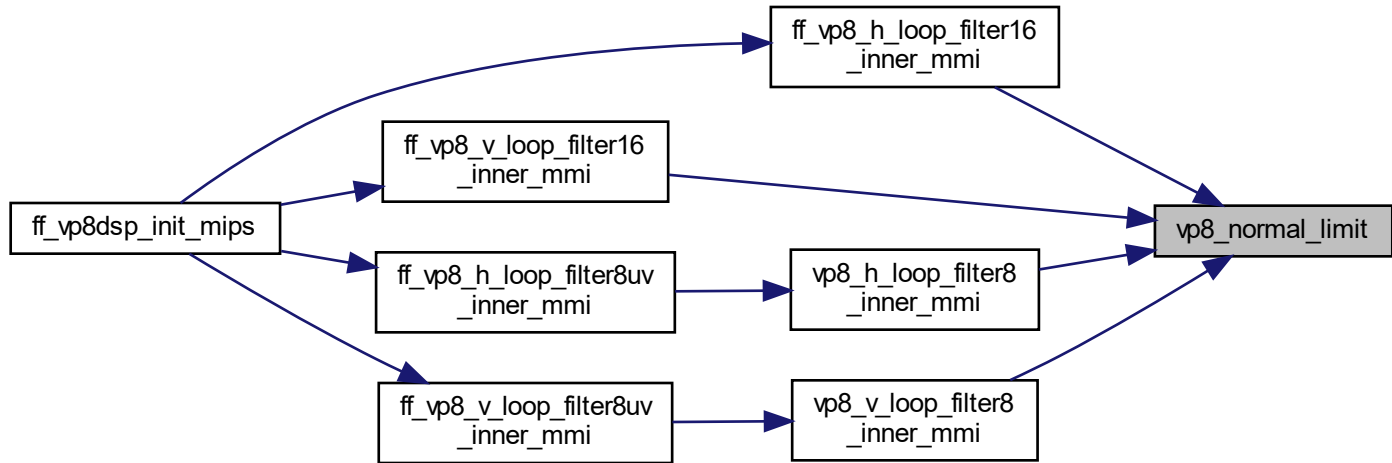 ff_vp8_h_loop_filter16
_inner_mmi
ff_vp8_v_loop_filter16
_inner_mmi
ff_vp8dsp_init_mips
vp8_normal_limit
ff_vp8_h_loop_filter8uv
_inner_mmi
vp8_h_loop_filter8
_inner_mmi
ff_vp8_v_loop_filter8uv
_inner_mmi
vp8_v_loop_filter8
_inner_mmi